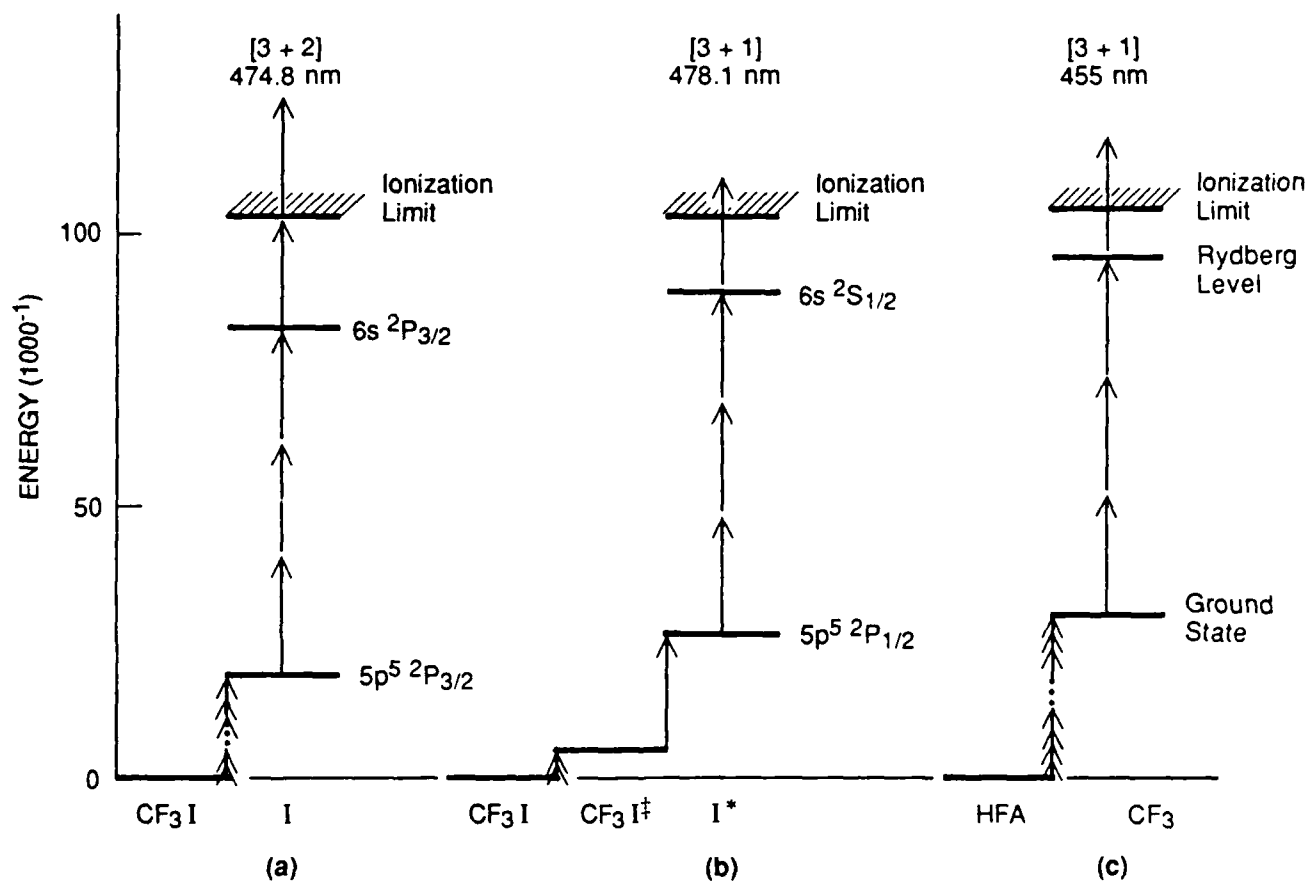 [3 + 2]
474.8 nm
[3 + 1]
478.1 nm
[3 + 1]
455 nm
Ionization
Limit
Ionization
Limit
Ionization
Limit
100
Rydberg
Level
6s ²S₁/₂
6s ²P₃/₂
ENERGY (1000⁻¹)
50
Ground
State
5p⁵ ²P₁/₂
5p⁵ ²P₃/₂
0
CF₃ I
I
CF₃ I
CF₃ I‡
I*
HFA
CF₃
(a)
(b)
(c)